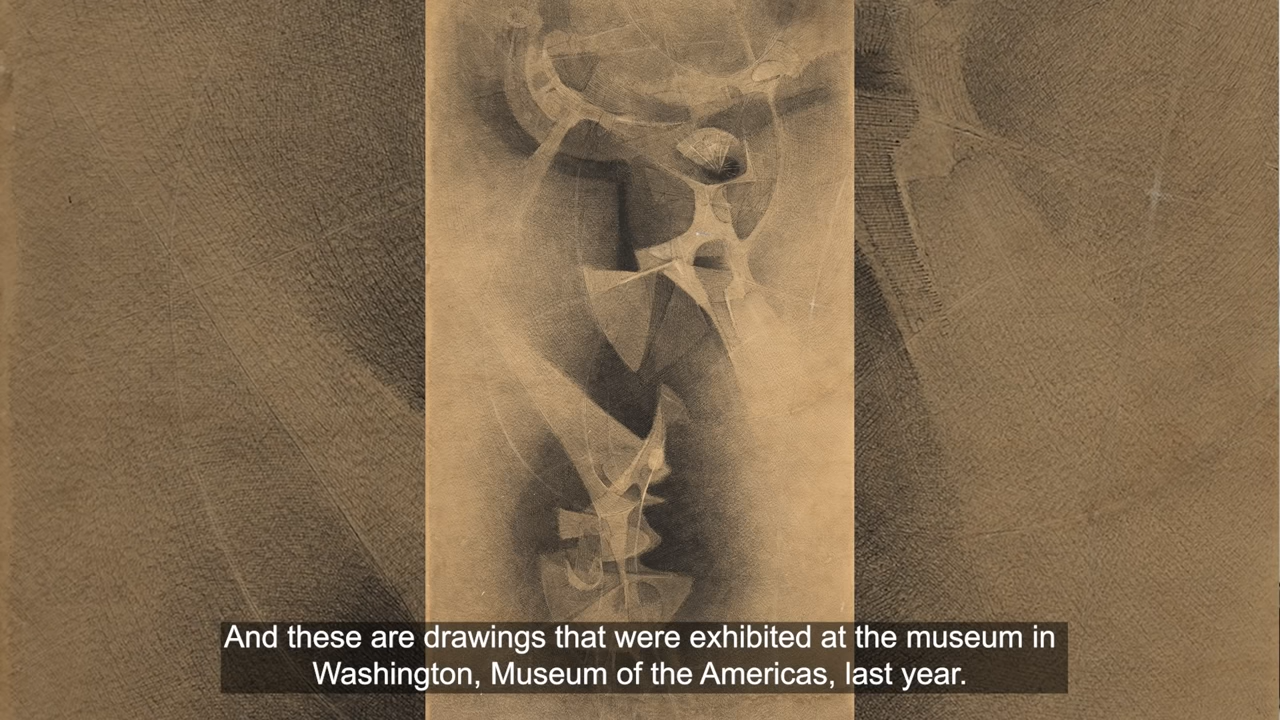 And these are drawings that were exhibited at the museum in
Washington, Museum of the Americas, last year.